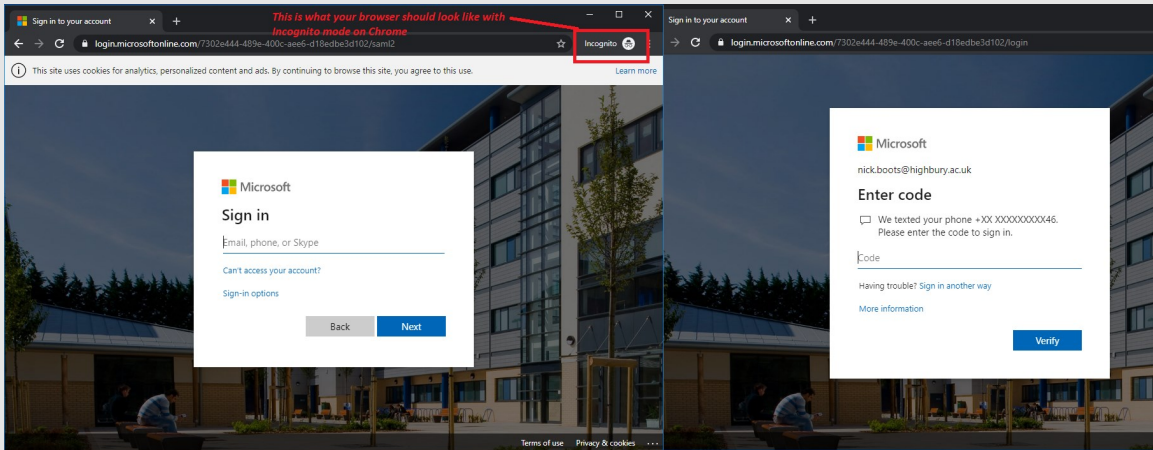 Sign in to your account
This is what your browser should look like with
Incognito mode on Chrome
login.microsoftonline.com/7302e444-489e-400c-aee6-d18edbe3d102/saml2
Incognito
This site uses cookies for analytics, personalized content and ads. By continuing to browse this site, you agree to this use.
Learn more
Microsoft
Sign in
Email, phone, or Skype
Can't access your account?
Sign-in options
Back
Next
Terms of use
Privacy & cookies
Sign in to your account
login.microsoftonline.com/7302e444-489e-400c-aee6-d18edbe3d102/login
Microsoft
nick.boots@highbury.ac.uk
Enter code
We texted your phone +XX XXXXXXXXX46.
Please enter the code to sign in.
Code
Having trouble? Sign in another way
More information
Verify